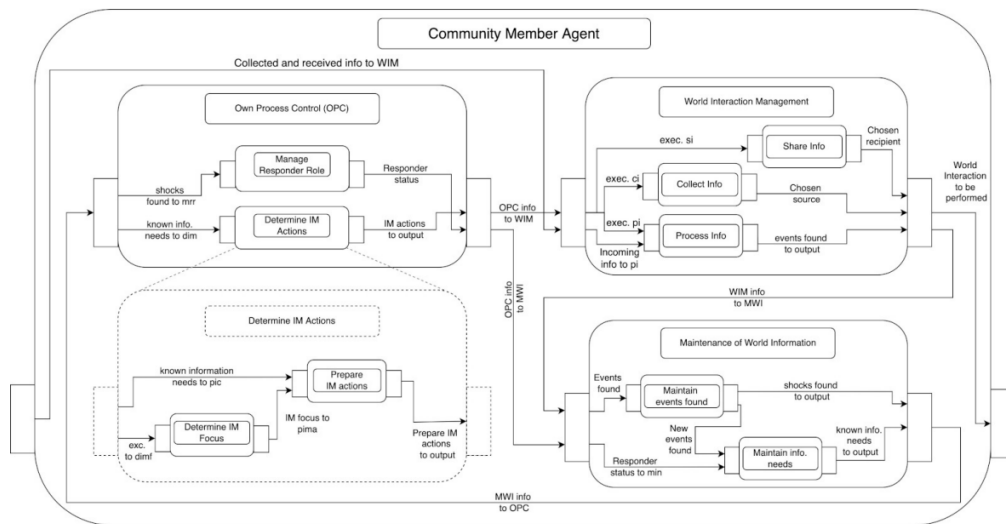 Community Member Agent
Collected and received info to WIM
Own Process Control (OPC)
Manage
Responder Role
Responder
status
shocks
found to mrr
known info.
needs to dim
Determine IM
Actions
IM actions
to output
OPC info
to WIM
OPC info
to MWI
World Interaction Management
exec. si
Share Info
Chosen
recipient
exec. ci
Collect Info
Chosen
source
exec. pi
Process Info
events found
to output
Incoming
info to pi
World
Interaction
to be
performed
WIM info
to MWI
Determine IM Actions
known information
needs to pic
Prepare
IM actions
Determine IM
Focus
IM focus to
pima
exc.
to dimf
Prepare IM
actions
to output
Maintenance of World Information
Events
found
Maintain
events found
shocks found
to output
New
events
found
known info.
needs
to output
Responder
status to min
Maintain info.
needs
MWI info
to OPC